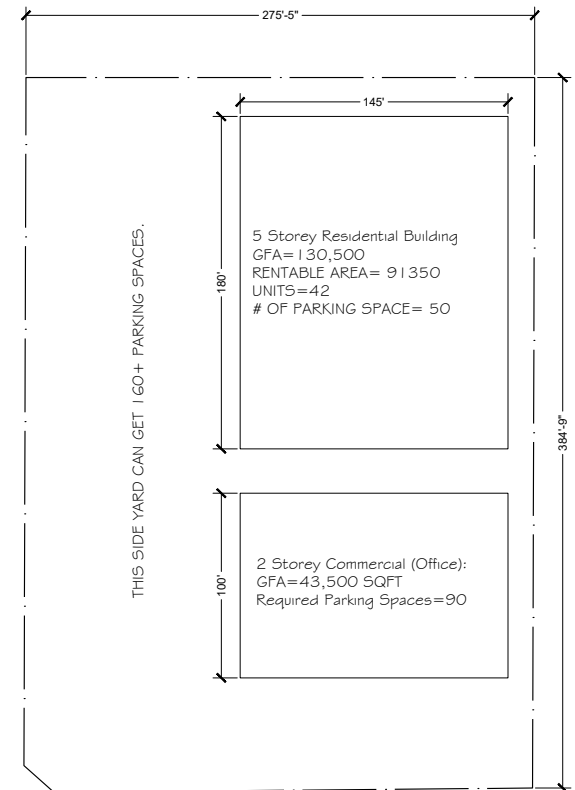 275'-5"
145'
5 Storey Residential Building
GFA=130,500
RENTABLE AREA= 91350
UNITS=42
# OF PARKING SPACE= 50
180'
THIS SIDE YARD CAN GET 160+ PARKING SPACES.
384'-9"
2 Storey Commercial (Office):
GFA=43,500 SQFT
Required Parking Spaces=90
100'